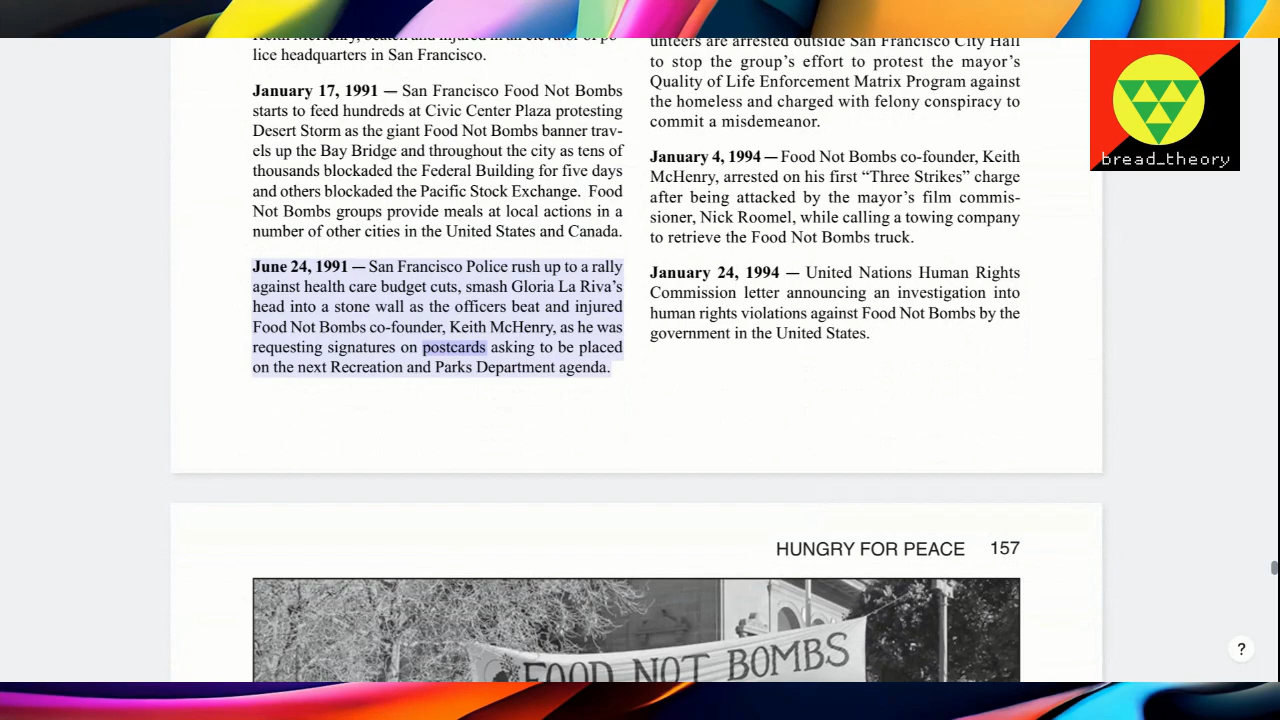 Keith McHenry, beaten and injured in an elevator of po-
lice headquarters in San Francisco.
January 17, 1991 — San Francisco Food Not Bombs
starts to feed hundreds at Civic Center Plaza protesting
Desert Storm as the giant Food Not Bombs banner trav-
els up the Bay Bridge and throughout the city as tens of
thousands blockaded the Federal Building for five days
and others blockaded the Pacific Stock Exchange. Food
Not Bombs groups provide meals at local actions in a
number of other cities in the United States and Canada.
June 24, 1991 — San Francisco Police rush up to a rally
against health care budget cuts, smash Gloria La Riva’s
head into a stone wall as the officers beat and injured
Food Not Bombs co-founder, Keith McHenry, as he was
requesting signatures on postcards asking to be placed
on the next Recreation and Parks Department agenda.
unteers are arrested outside San Francisco City Hall
to stop the group’s effort to protest the mayor’s
Quality of Life Enforcement Matrix Program against
the homeless and charged with felony conspiracy to
commit a misdemeanor.
January 4, 1994 — Food Not Bombs co-founder, Keith
McHenry, arrested on his first “Three Strikes” charge
after being attacked by the mayor’s film commis-
sioner, Nick Roomel, while calling a towing company
to retrieve the Food Not Bombs truck.
January 24, 1994 — United Nations Human Rights
Commission letter announcing an investigation into
human rights violations against Food Not Bombs by the
government in the United States.
bread_theory
HUNGRY FOR PEACE 157
FOOD NOT BOMBS
?